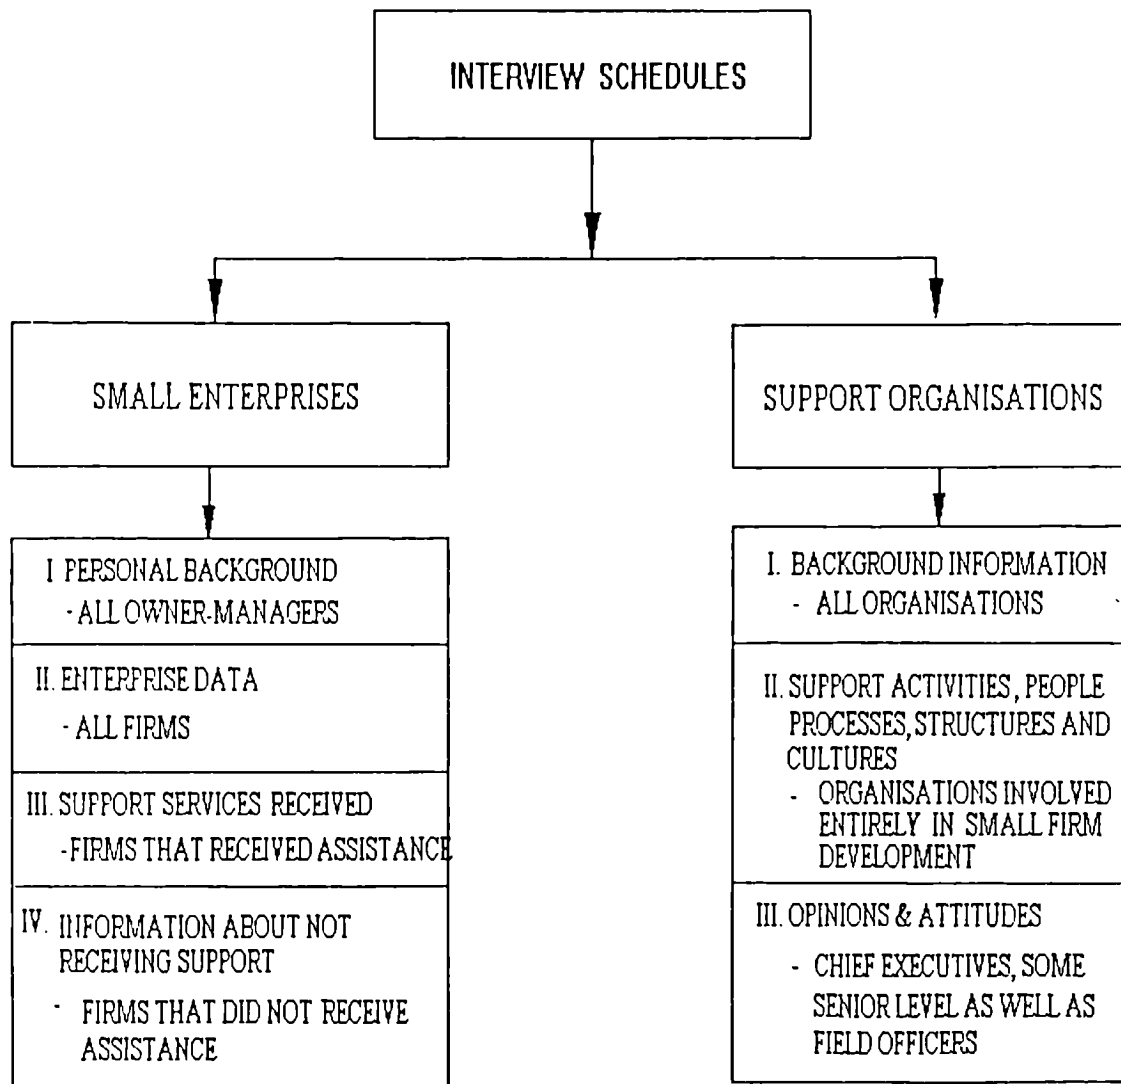 INTERVIEW SCHEDULES
SMALL ENTERPRISES
I PERSONAL BACKGROUND
- ALL OWNER-MANAGERS
II. ENTERPRISE DATA
- ALL FIRMS
III. SUPPORT SERVICES RECEIVED
-FIRMS THAT RECEIVED ASSISTANCE
IV. INFORMATION ABOUT NOT
RECEIVING SUPPORT
- FIRMS THAT DID NOT RECEIVE
ASSISTANCE
SUPPORT ORGANISATIONS
I. BACKGROUND INFORMATION
- ALL ORGANISATIONS
II. SUPPORT ACTIVITIES, PEOPLE
PROCESSES, STRUCTURES AND
CULTURES
- ORGANISATIONS INVOLVED
ENTIRELY IN SMALL FIRM
DEVELOPMENT
III. OPINIONS & ATTITUDES
- CHIEF EXECUTIVES, SOME
SENIOR LEVEL AS WELL AS
FIELD OFFICERS